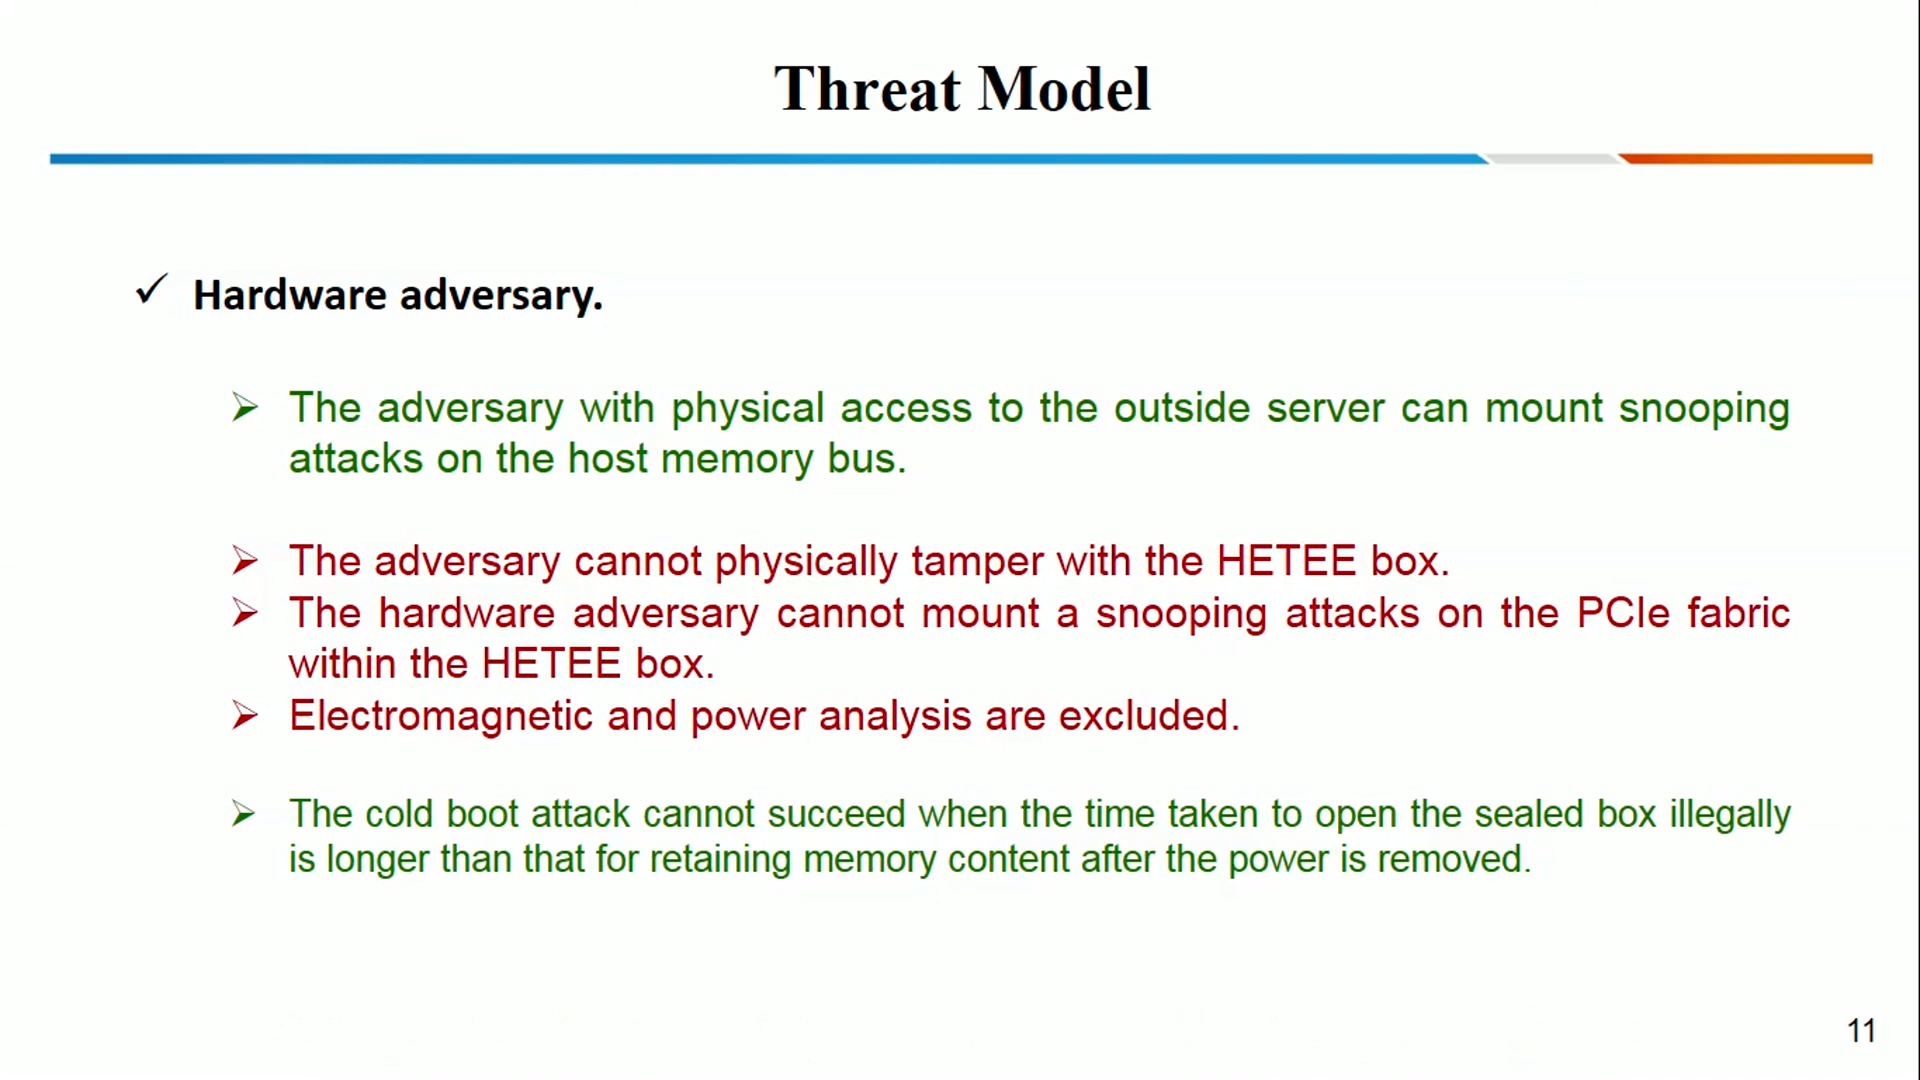 Threat Model
✓ Hardware adversary.
➢ The adversary with physical access to the outside server can mount snooping
attacks on the host memory bus.
➢ The adversary cannot physically tamper with the HETEE box.
➢ The hardware adversary cannot mount a snooping attacks on the PCIe fabric
within the HETEE box.
➢ Electromagnetic and power analysis are excluded.
➢ The cold boot attack cannot succeed when the time taken to open the sealed box illegally
is longer than that for retaining memory content after the power is removed.
11